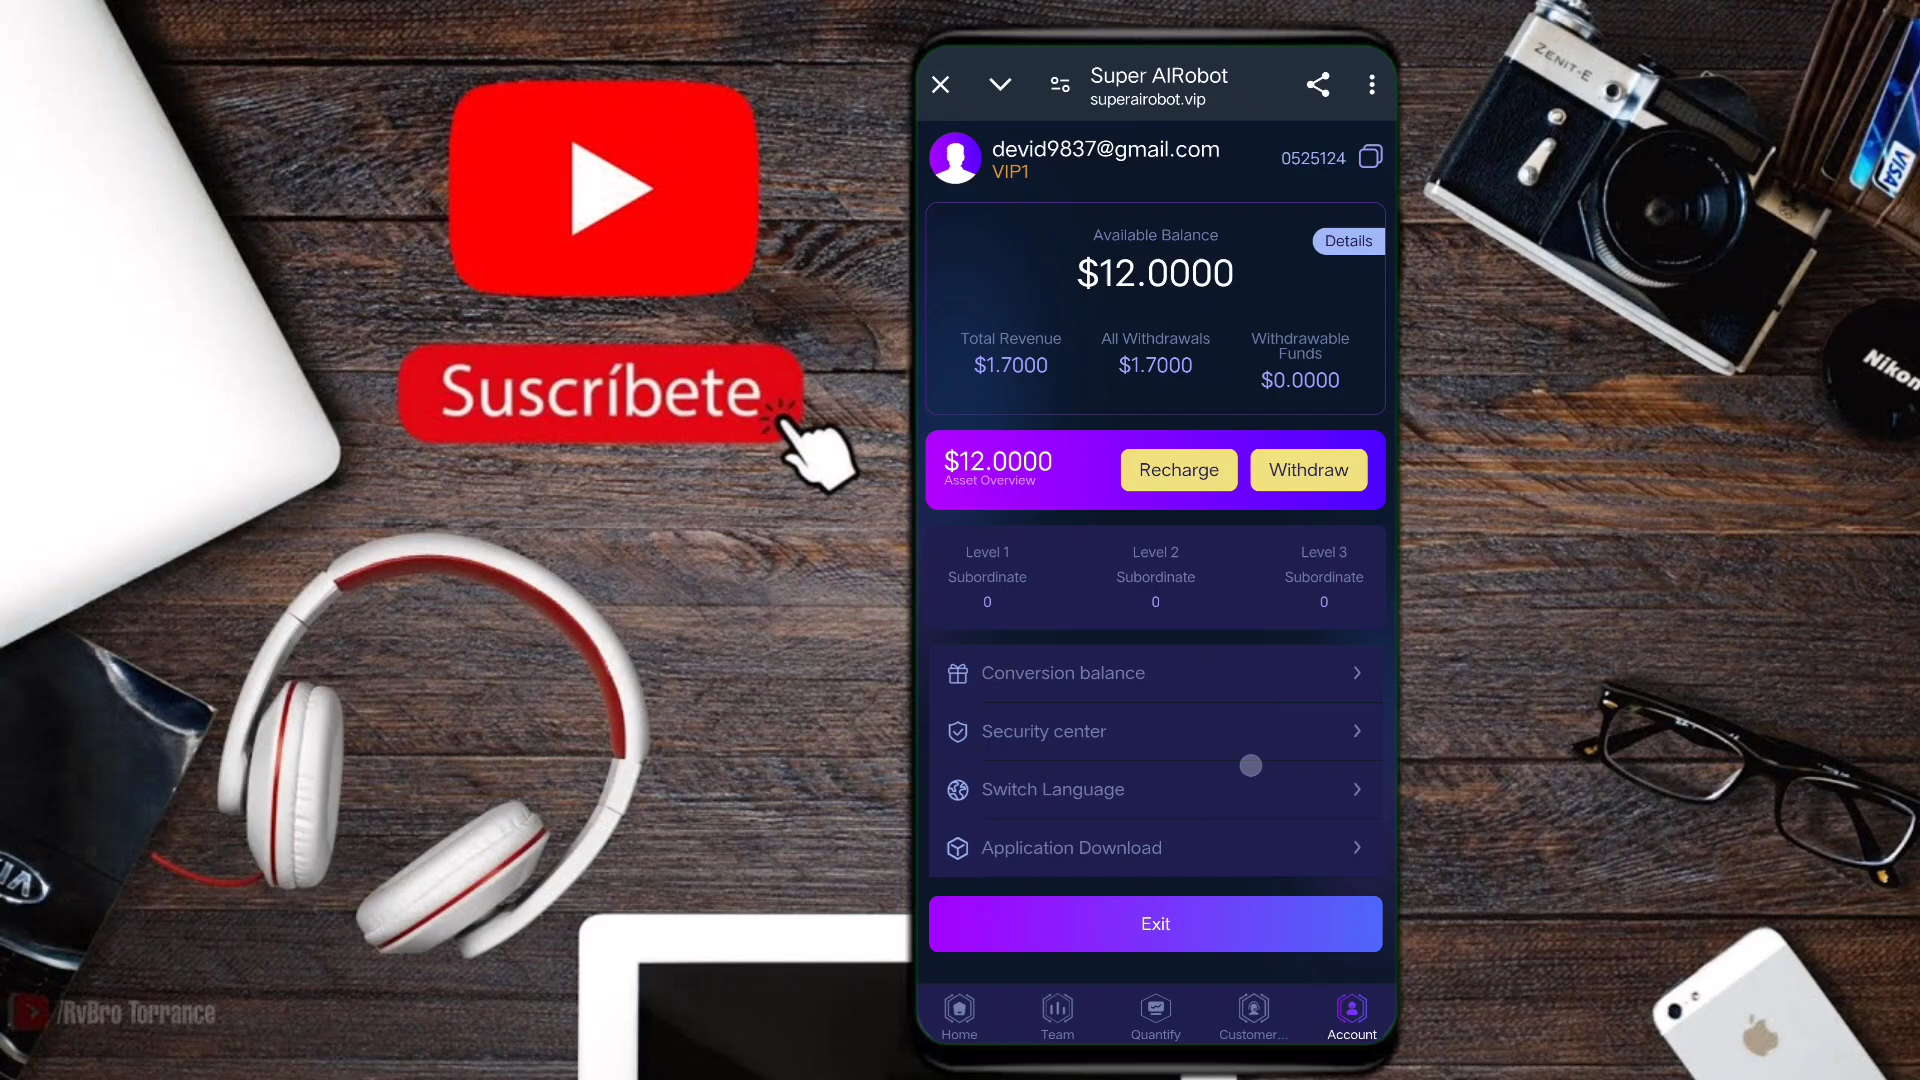 Suscríbete
/RvBro Torrance
ZENIT-E
VISA
Nikon
Super AIRobot
superairobot.vip
devid9837@gmail.com
VIP1
0525124
Available Balance
Details
$12.0000
Total Revenue
All Withdrawals
Withdrawable
Funds
$1.7000
$1.7000
$0.0000
$12.0000
Asset Overview
Recharge
Withdraw
Level 1
Level 2
Level 3
Subordinate
Subordinate
Subordinate
0
0
0
Conversion balance
Security center
Switch Language
Application Download
Exit
Home
Team
Quantify
Customer...
Account